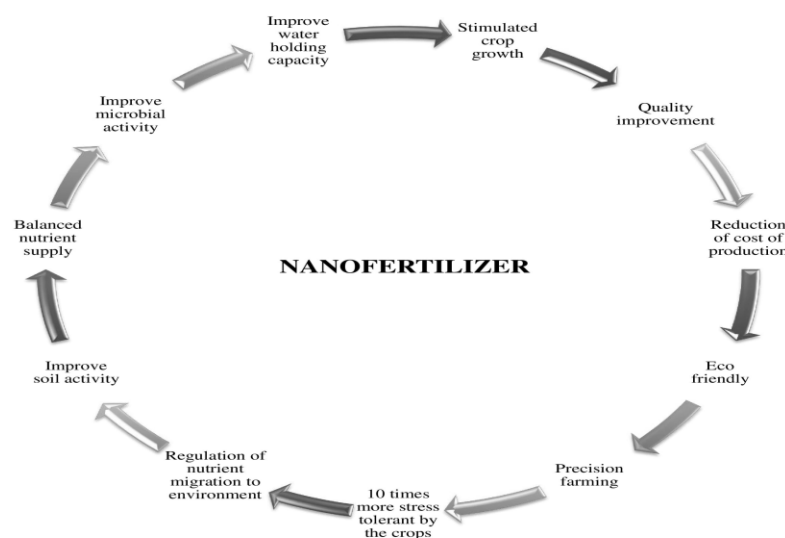 Improve
water
holding
capacity
Stimulated
crop
growth
Quality
improvement
Reduction
of cost of
production
Eco
friendly
Precision
farming
10 times
more stress
tolerant by
the crops
Regulation of
nutrient
migration to
environment
Improve
soil activity
Balanced
nutrient
supply
Improve
microbial
activity
NANOFERTILIZER